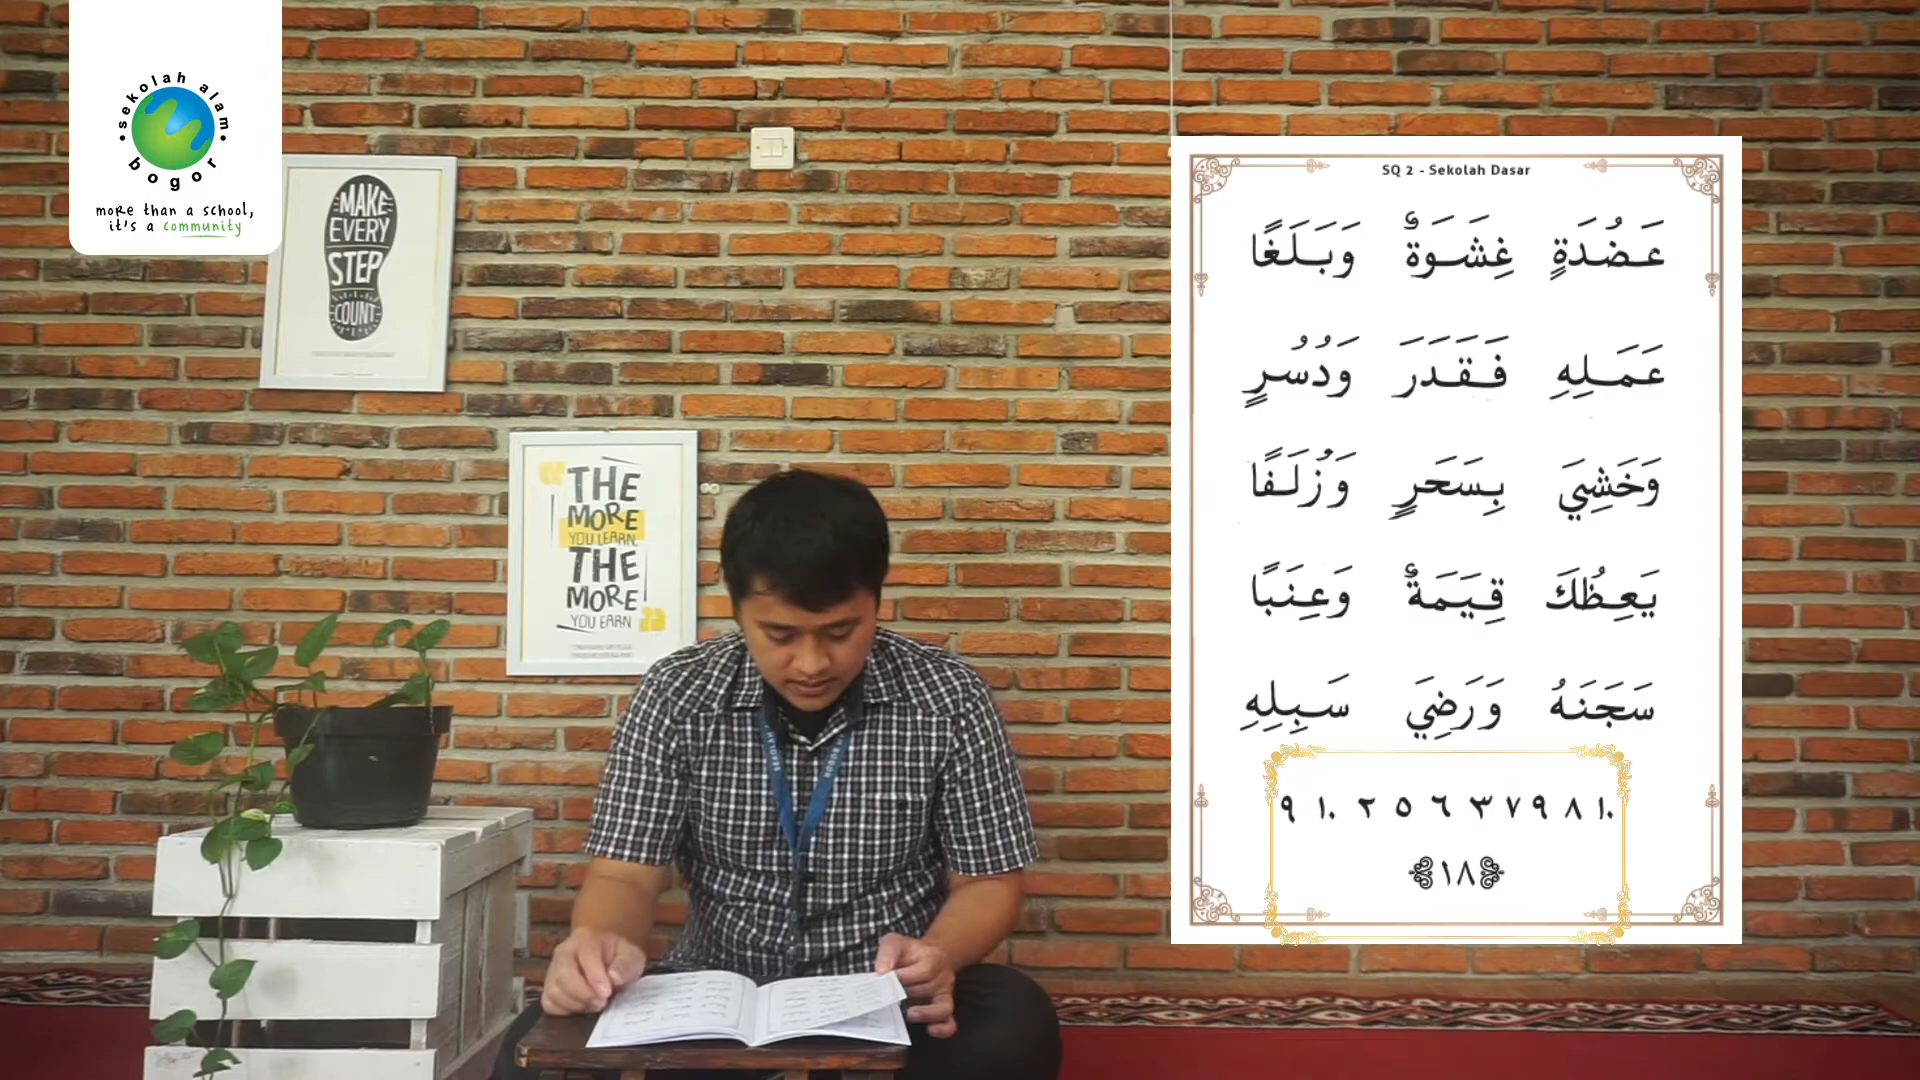 sekolah alam
bogor
more than a school,
it's a community
MAKE
EVERY
STEP
COUNT
THE
MORE
YOU LEARN,
THE
MORE
YOU EARN
SQ 2 - Sekolah Dasar
عَضُدَةٍ غِشَوَةٌ وَبَلَغًا
عَمَلِهِ فَقَدَرَ وَدُسُرٍ
وَخَشِيَ بِسَحَرٍ وَزُلَفًا
يَعِظُكَ قِيَمَةٌ وَعِنَبًا
سَجَنَهُ وَرَضِيَ سَبِلِهِ
٩ ١٠ ٢ ٥ ٦ ٣ ٧ ٩ ٨ ١٠
١٨